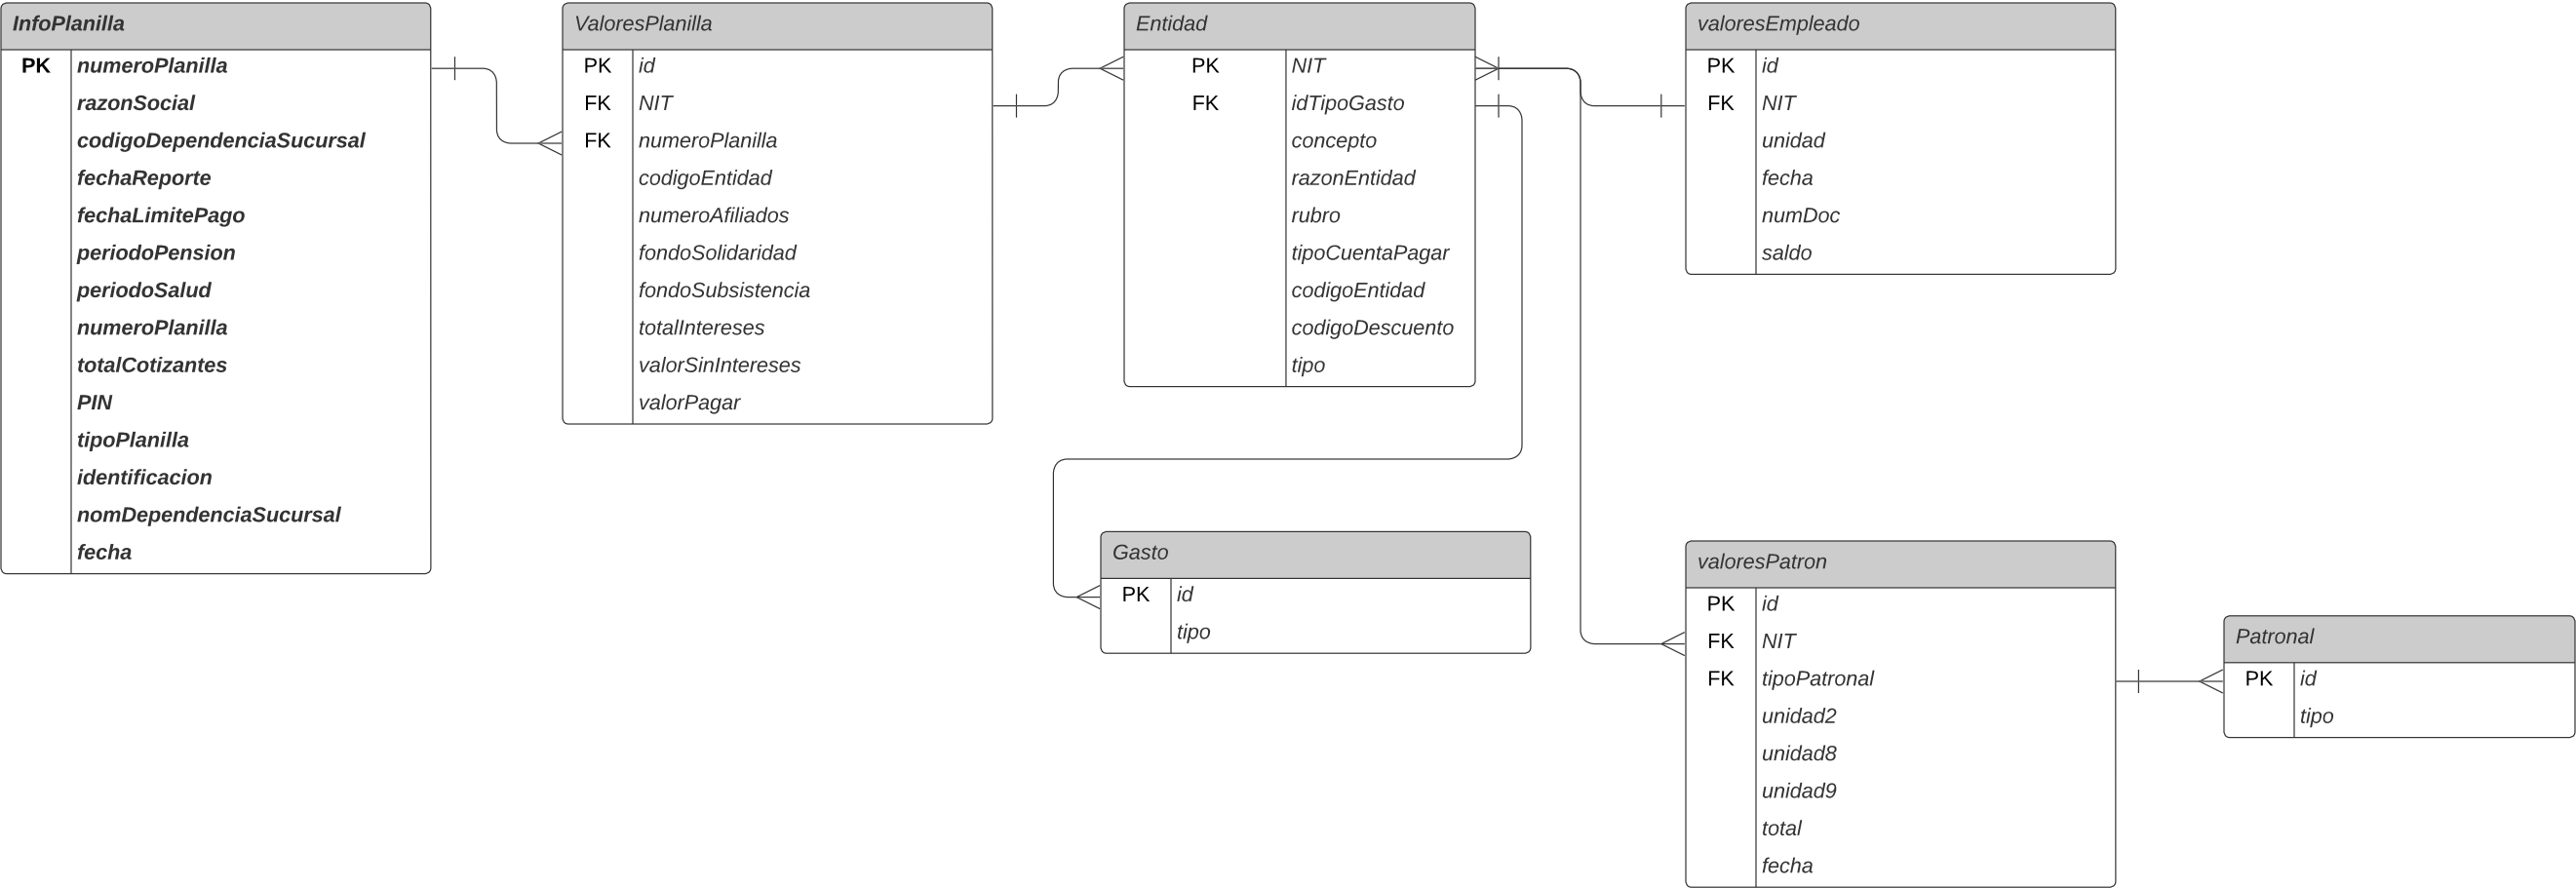 InfoPlanilla
PK numeroPlanilla
razonSocial
codigoDependenciaSucursal
fechaReporte
fechaLimitePago
periodoPension
periodoSalud
numeroPlanilla
totalCotizantes
PIN
tipoPlanilla
identificacion
nomDependenciaSucursal
fecha
ValoresPlanilla
PK id
FK NIT
FK numeroPlanilla
codigoEntidad
numeroAfiliados
fondoSolidaridad
fondoSubsistencia
totalIntereses
valorSinIntereses
valorPagar
Entidad
PK NIT
FK idTipoGasto
concepto
razonEntidad
rubro
tipoCuentaPagar
codigoEntidad
codigoDescuento
tipo
valoresEmpleado
PK id
FK NIT
unidad
fecha
numDoc
saldo
Gasto
PK id
tipo
valoresPatron
PK id
FK NIT
FK tipoPatronal
unidad2
unidad8
unidad9
total
fecha
Patronal
PK id
tipo